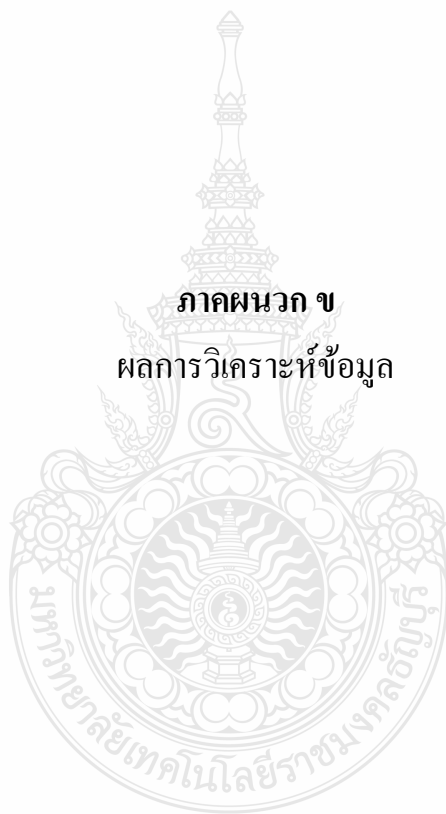 ภาคผนวก ข
ผลการวิเคราะห์ข้อมูล
มหาวิทยาลัยเทคโนโลยีราชมงคลธัญบุรี